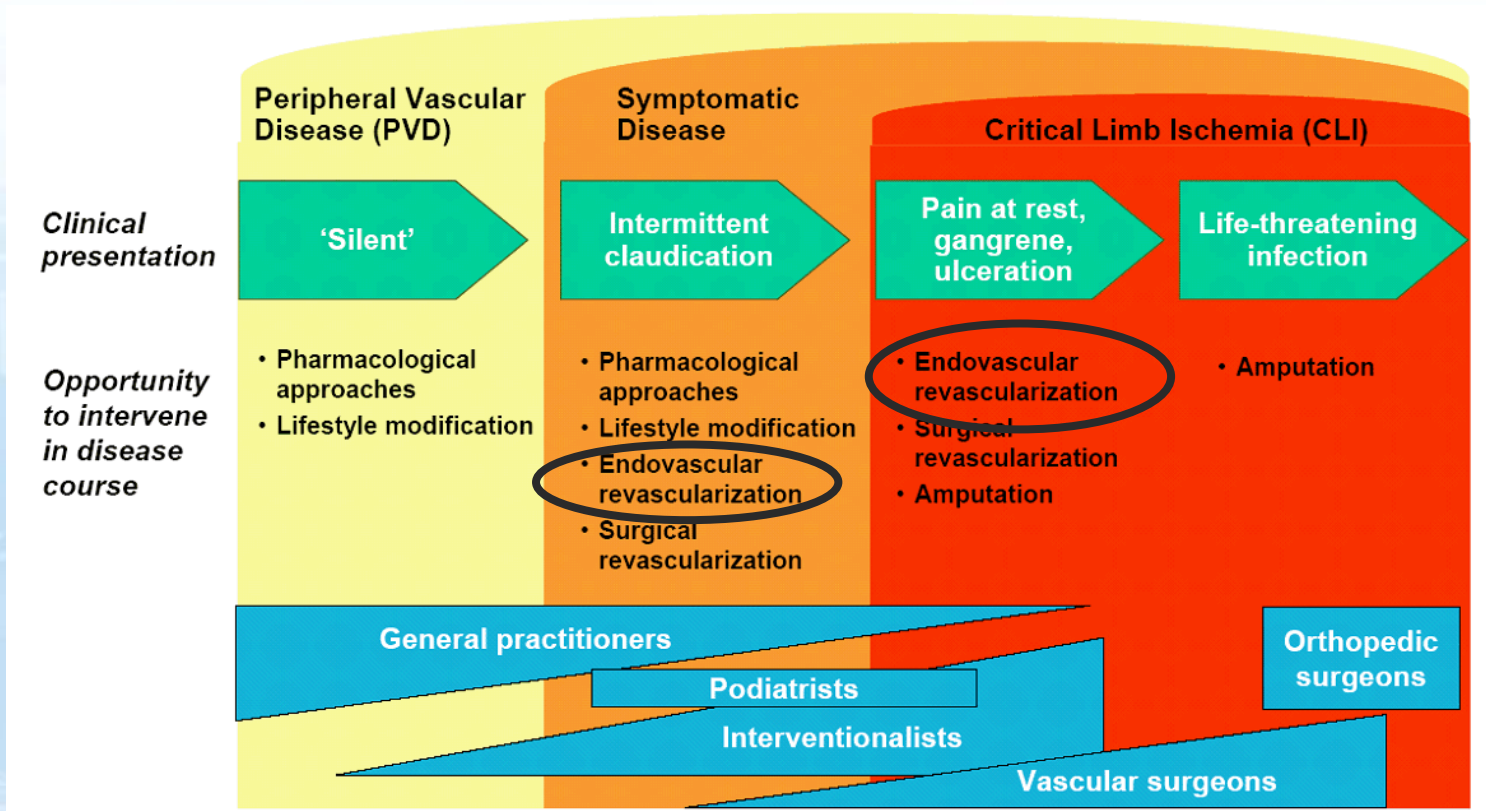 Peripheral Vascular
Disease (PVD)
Symptomatic
Disease
Critical Limb Ischemia (CLI)
Clinical
presentation
‘Silent’
Intermittent
claudication
Pain at rest,
gangrene,
ulceration
Life-threatening
infection
Opportunity
to intervene
in disease
course
• Pharmacological
approaches
• Lifestyle modification
• Pharmacological
approaches
• Lifestyle modification
• Endovascular
revascularization
• Surgical
revascularization
• Endovascular
revascularization
• Surgical
revascularization
• Amputation
• Amputation
General practitioners
Podiatrists
Interventionalists
Vascular surgeons
Orthopedic
surgeons